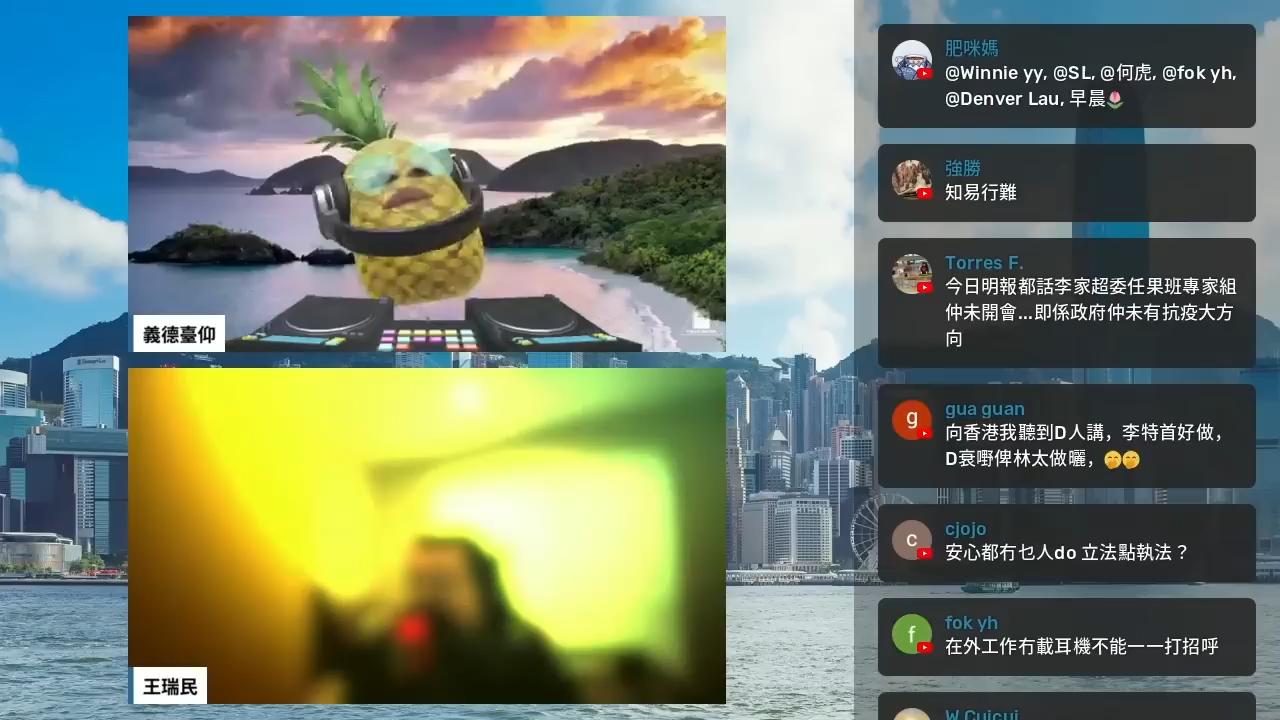 義德臺仰
王瑞民
肥咪媽
@Winnie yy, @SL, @何虎, @fok yh,
@Denver Lau, 早晨🌷
強勝
知易行難
Torres F.
今日明報都話李家超委任果班專家組
仲未開會...即係政府仲未有抗疫大方
向
gua guan
向香港我聽到D人講，李特首好做，
D衰嘢俾林太做曬，🤭🤭
cjojo
安心都冇乜人do 立法點執法？
fok yh
在外工作冇載耳機不能一一打招呼
W Cuicui